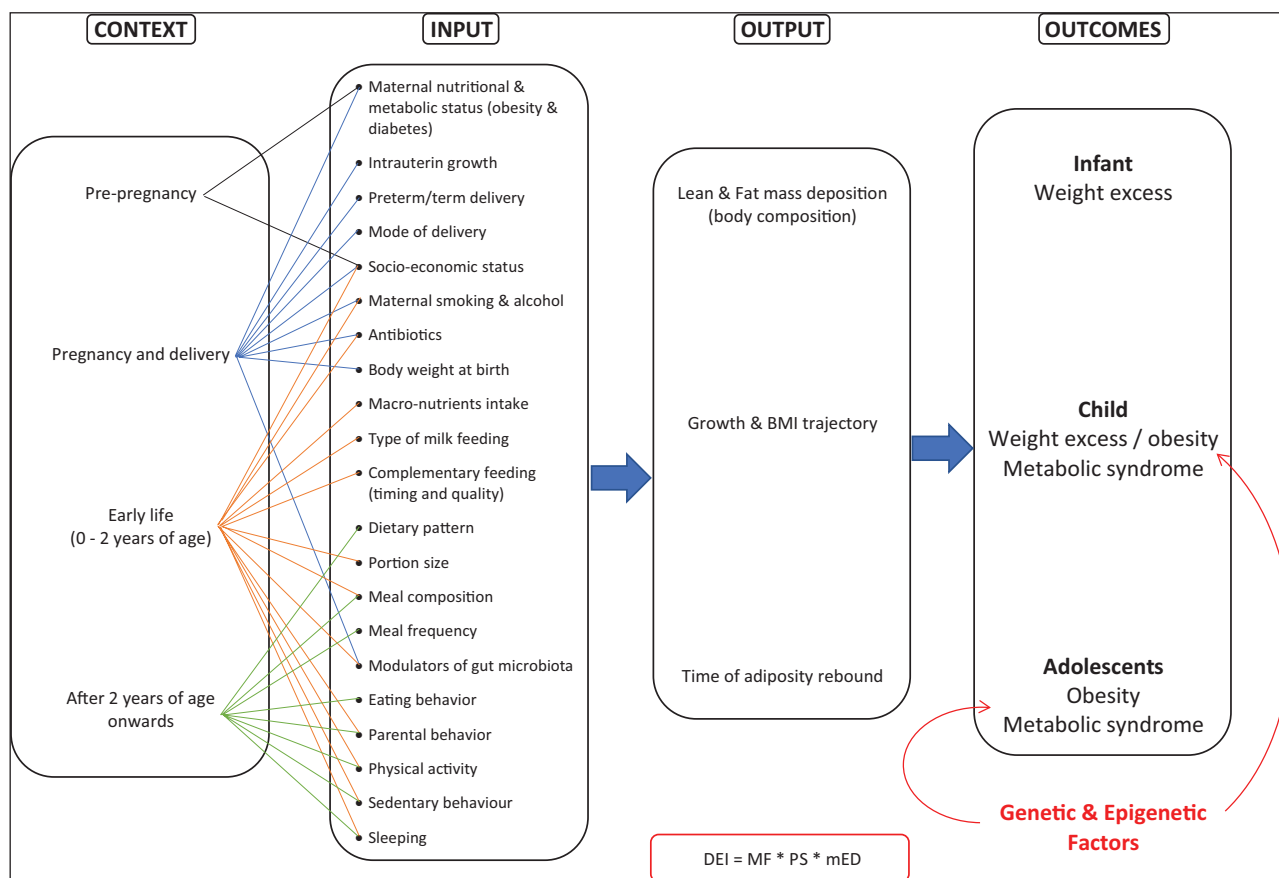 CONTEXT
INPUT
OUTPUT
OUTCOMES
Pre-pregnancy
Pregnancy and delivery
Early life
(0 - 2 years of age)
After 2 years of age
onwards
Maternal nutritional &
metabolic status (obesity &
diabetes)
Intrauterin growth
Preterm/term delivery
Mode of delivery
Socio-economic status
Maternal smoking & alcohol
Antibiotics
Body weight at birth
Macro-nutrients intake
Type of milk feeding
Complementary feeding
(timing and quality)
Dietary pattern
Portion size
Meal composition
Meal frequency
Modulators of gut microbiota
Eating behavior
Parental behavior
Physical activity
Sedentary behaviour
Sleeping
Lean & Fat mass deposition
(body composition)
Growth & BMI trajectory
Time of adiposity rebound
DEI = MF * PS * mED
Infant
Weight excess
Child
Weight excess / obesity
Metabolic syndrome
Adolescents
Obesity
Metabolic syndrome
Genetic & Epigenetic
Factors